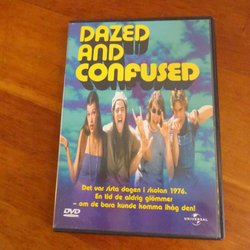 DAZED
AND
CONFUSED
Det var sista dagen i skolan 1976.
En tid de aldrig glömmer
– om de bara kunde komma ihåg den!
DVD
UNIVERSAL